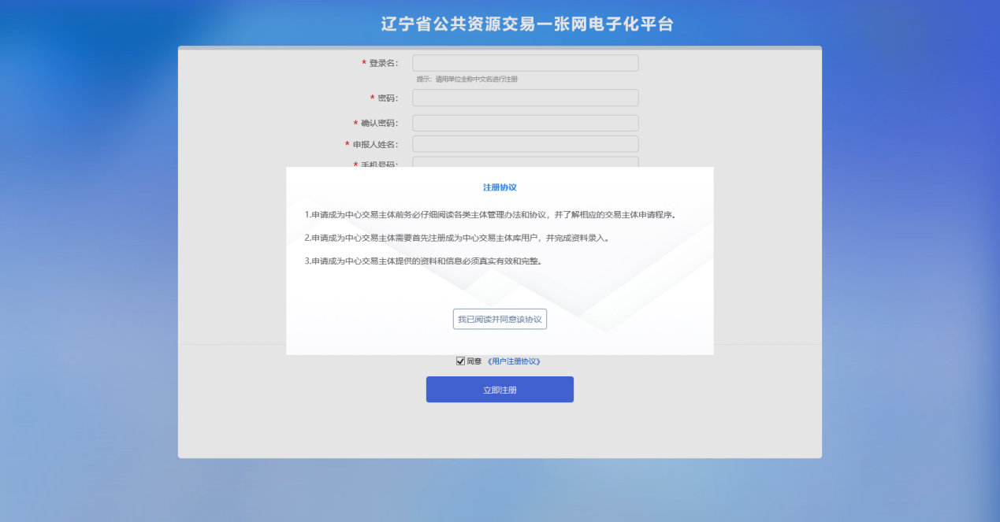 辽宁省公共资源交易一张网电子化平台
* 登录名：
提示：请用单位全称中文名进行注册
* 密码：
* 确认密码：
* 申报人姓名：
* 手机号码：
注册协议
1.申请成为中心交易主体前务必仔细阅读各类主体管理办法和协议，并了解相应的交易主体申请程序。
2.申请成为中心交易主体需要首先注册成为中心交易主体库用户，并完成资料录入。
3.申请成为中心交易主体提供的资料和信息必须真实有效和完整。
我已阅读并同意该协议
同意 《用户注册协议》
立即注册